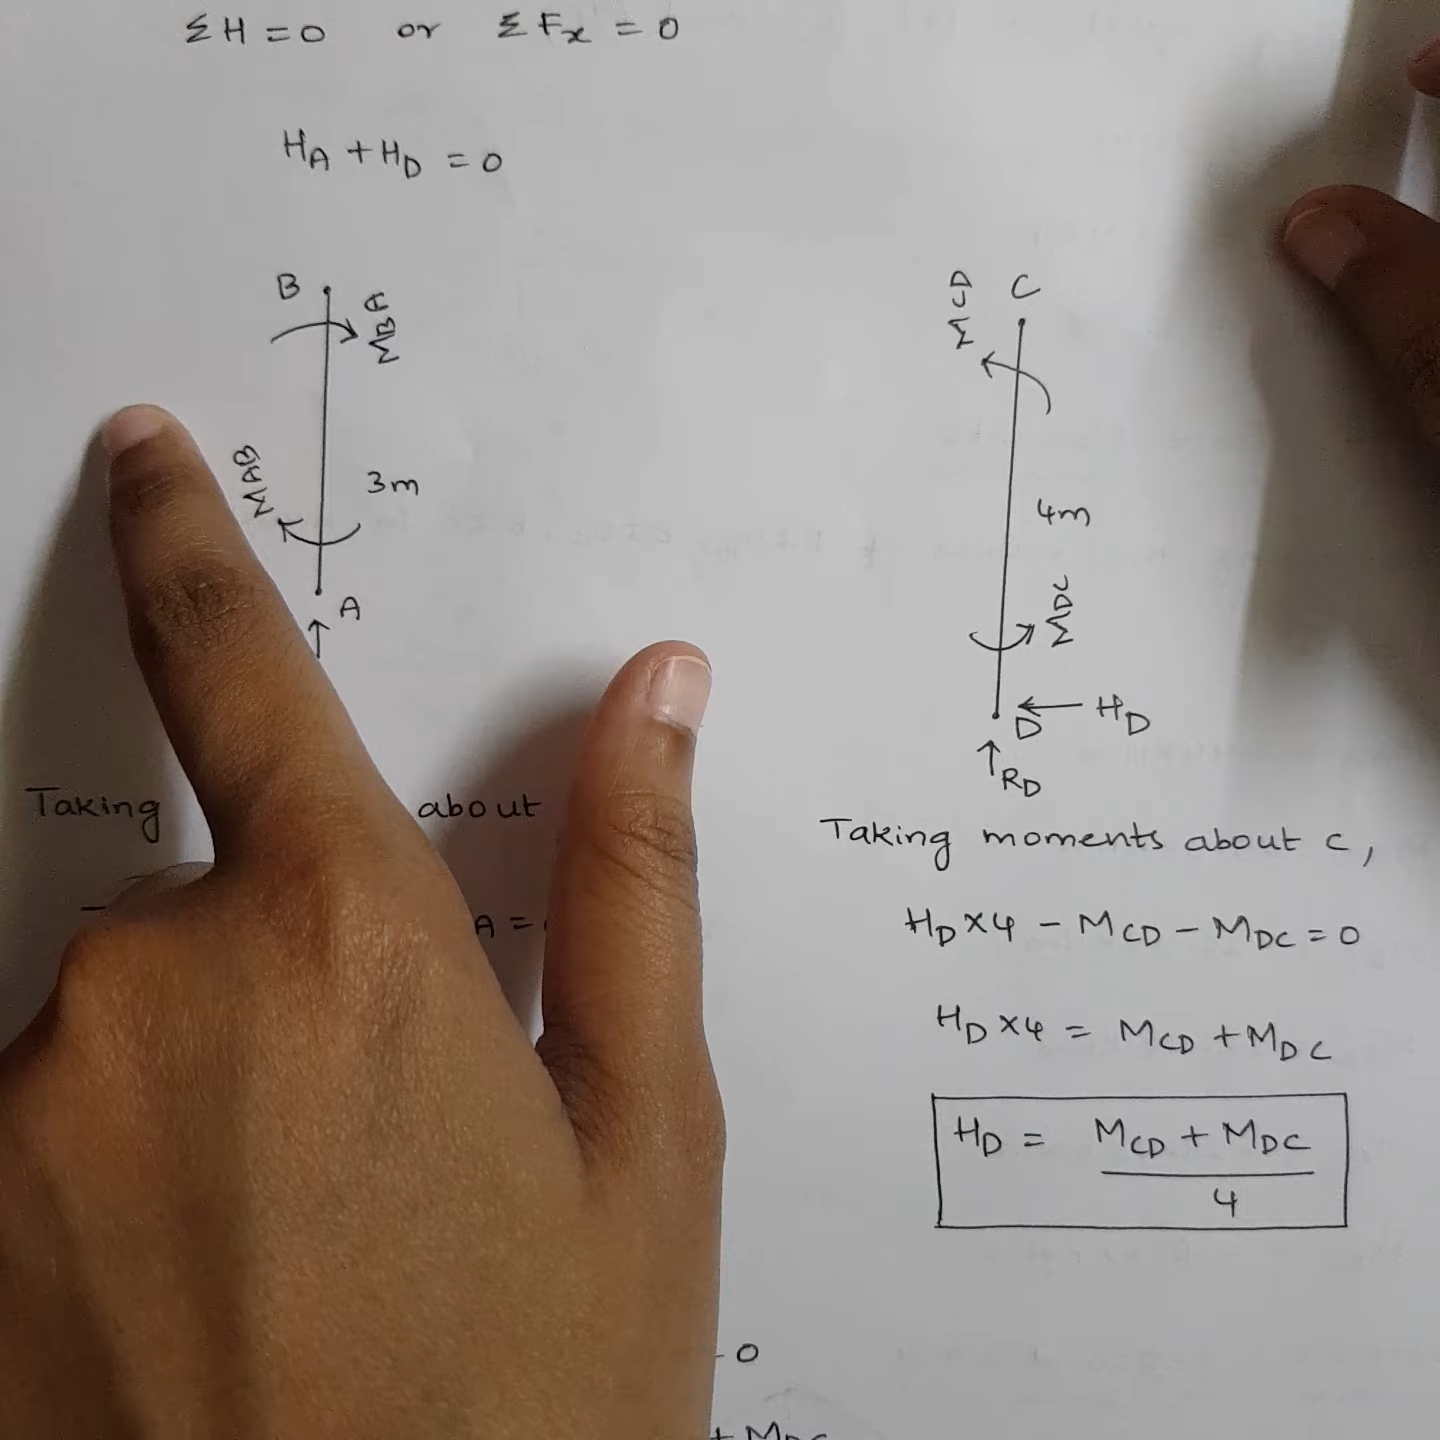 ΣH = 0 or ΣFx = 0
HA + HD = 0
B
MBA
MAB
3m
A
MCD
C
4m
MDC
D
HD
RD
Taking about
A =
Taking moments about C,
HD × 4 - MCD - MDC = 0
HD × 4 = MCD + MDC
HD = MCD + MDC / 4
0
+ MDC